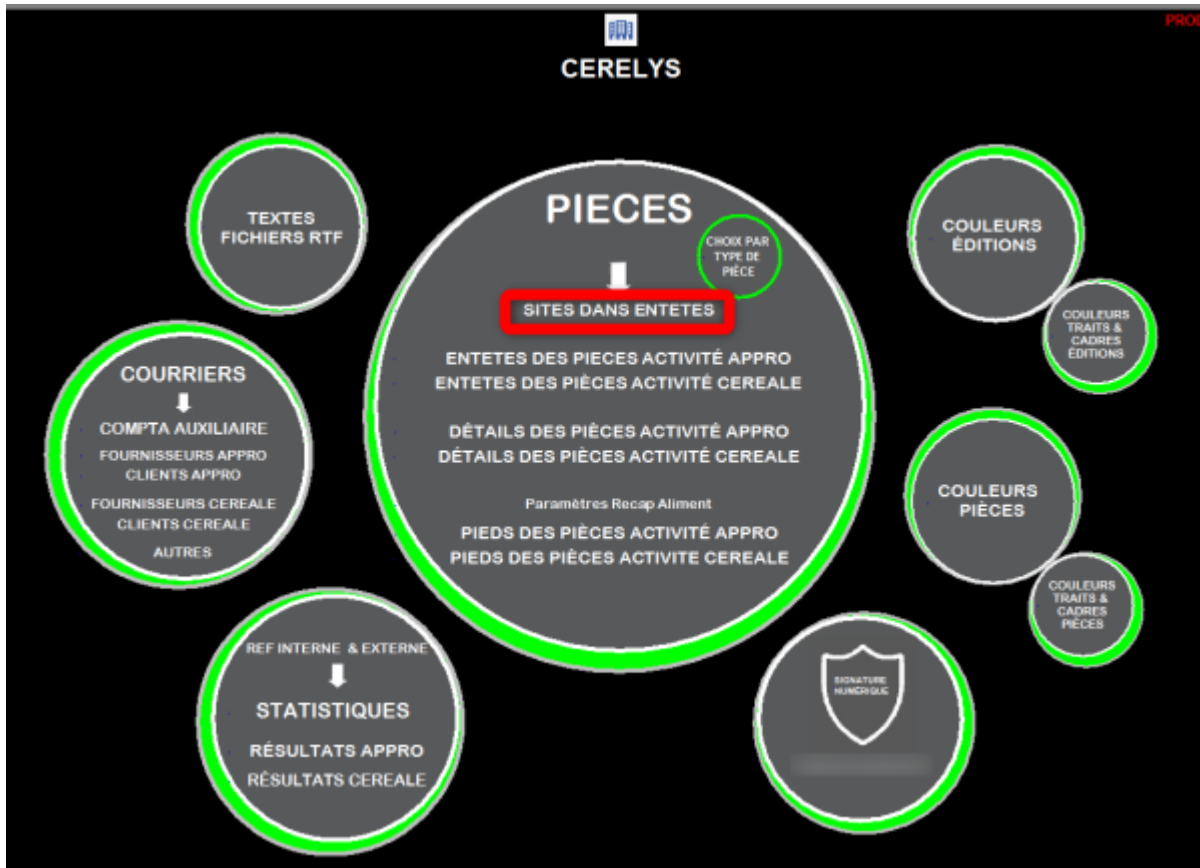 PROD
CERELYS
TEXTES
FICHIERS RTF
COURRIERS
COMPTA AUXILIAIRE
FOURNISSEURS APPRO
CLIENTS APPRO
FOURNISSEURS CEREALE
CLIENTS CEREALE
AUTRES
REF INTERNE & EXTERNE
STATISTIQUES
RÉSULTATS APPRO
RÉSULTATS CEREALE
PIECES
CHOIX PAR
TYPE DE
PIÈCE
SITES DANS ENTETES
ENTETES DES PIECES ACTIVITÉ APPRO
ENTETES DES PIÈCES ACTIVITÉ CEREALE
DÉTAILS DES PIÈCES ACTIVITÉ APPRO
DÉTAILS DES PIÈCES ACTIVITÉ CEREALE
Paramètres Recap Aliment
PIEDS DES PIÈCES ACTIVITÉ APPRO
PIEDS DES PIÈCES ACTIVITE CEREALE
COULEURS
ÉDITIONS
COULEURS
TRAITS &
CADRES
ÉDITIONS
COULEURS
PIÈCES
COULEURS
TRAITS &
CADRES
PIÈCES
SIGNATURE
NUMÉRIQUE